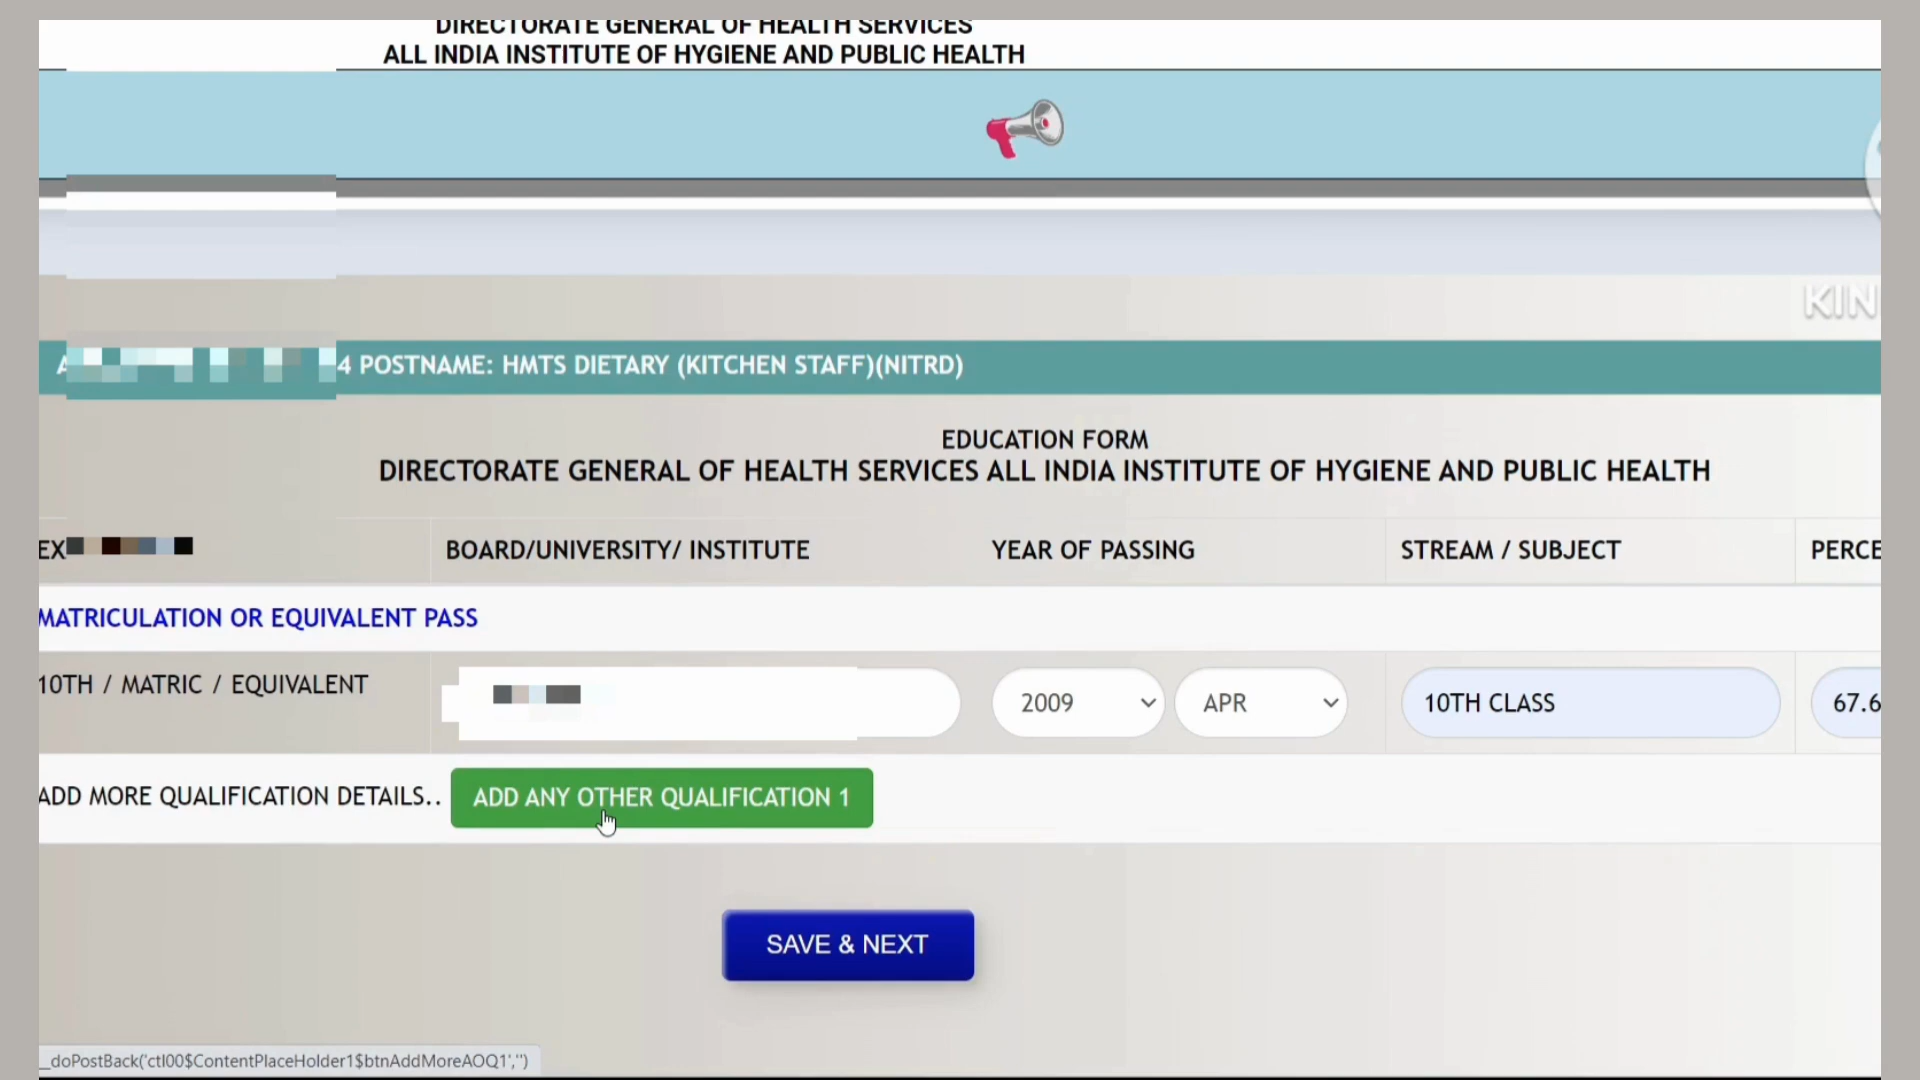 DIRECTORATE GENERAL OF HEALTH SERVICES
ALL INDIA INSTITUTE OF HYGIENE AND PUBLIC HEALTH
KIN
4 POSTNAME: HMTS DIETARY (KITCHEN STAFF)(NITRD)
EDUCATION FORM
DIRECTORATE GENERAL OF HEALTH SERVICES ALL INDIA INSTITUTE OF HYGIENE AND PUBLIC HEALTH
EX BOARD/UNIVERSITY/ INSTITUTE YEAR OF PASSING STREAM / SUBJECT PERCE
MATRICULATION OR EQUIVALENT PASS
10TH / MATRIC / EQUIVALENT 2009 APR 10TH CLASS 67.6
ADD MORE QUALIFICATION DETAILS.. ADD ANY OTHER QUALIFICATION 1
SAVE & NEXT
_doPostBack('ctl00$ContentPlaceHolder1$btnAddMoreAOQ1','')